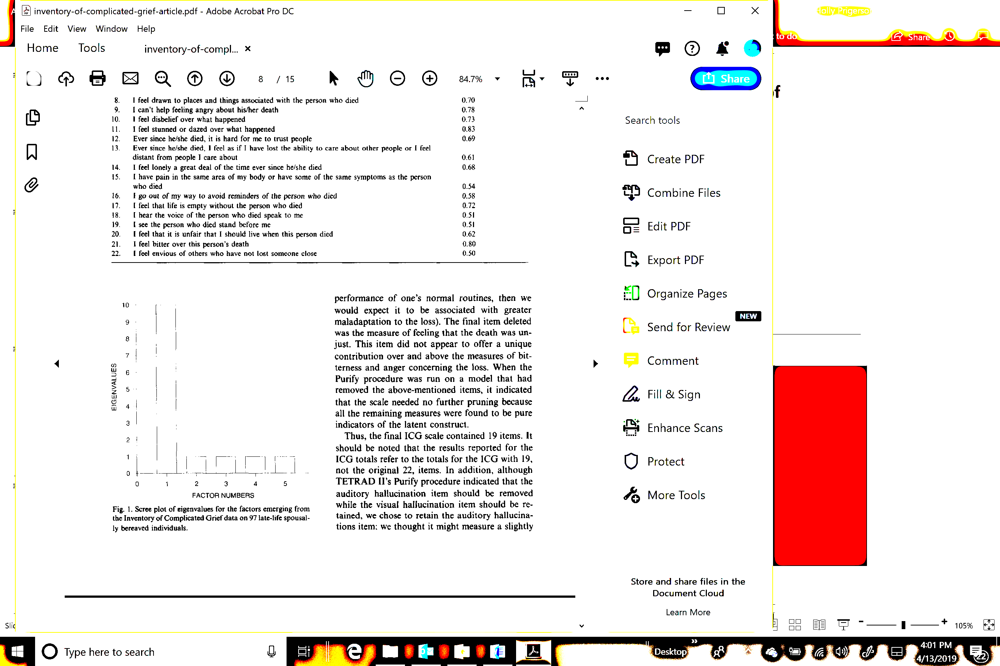 inventory-of-complicated-grief-article.pdf - Adobe Acrobat Pro DC
Holly Prigerson
File Edit View Window Help
to do
Share
Home Tools inventory-of-compl... ×
8 / 15
84.7%
Share
of
8. I feel drawn to places and things associated with the person who died 0.70
9. I can't help feeling angry about his/her death 0.78
10. I feel disbelief over what happened 0.73
11. I feel stunned or dazed over what happened 0.83
12. Ever since he/she died, it is hard for me to trust people 0.69
13. Ever since he/she died, I feel as if I have lost the ability to care about other people or I feel
distant from people I care about 0.61
14. I feel lonely a great deal of the time ever since he/she died 0.68
15. I have pain in the same area of my body or have some of the same symptoms as the person
who died 0.54
16. I go out of my way to avoid reminders of the person who died 0.58
17. I feel that life is empty without the person who died 0.72
18. I hear the voice of the person who died speak to me 0.51
19. I see the person who died stand before me 0.51
20. I feel that it is unfair that I should live when this person died 0.62
21. I feel bitter over this person's death 0.80
22. I feel envious of others who have not lost someone close 0.50
10
9
8
7
6
5
4
3
2
1
0
EIGENVALUES
0 1 2 3 4 5
FACTOR NUMBERS
Fig. 1. Scree plot of eigenvalues for the factors emerging from
the Inventory of Complicated Grief data on 97 late-life spousal-
ly bereaved individuals.
performance of one's normal routines, then we
would expect it to be associated with greater
maladaptation to the loss). The final item deleted
was the measure of feeling that the death was un-
just. This item did not appear to offer a unique
contribution over and above the measures of bit-
terness and anger concerning the loss. When the
Purify procedure was run on a model that had
removed the above-mentioned items, it indicated
that the scale needed no further pruning because
all the remaining measures were found to be pure
indicators of the latent construct.
Thus, the final ICG scale contained 19 items. It
should be noted that the results reported for the
ICG totals refer to the totals for the ICG with 19,
not the original 22, items. In addition, although
TETRAD II's Purify procedure indicated that the
auditory hallucination item should be removed
while the visual hallucination item should be re-
tained, we chose to retain the auditory hallucina-
tions item; we thought it might measure a slightly
Search tools
Create PDF
Combine Files
Edit PDF
Export PDF
Organize Pages
NEW
Send for Review
Comment
Fill & Sign
Enhance Scans
Protect
More Tools
Store and share files in the
Document Cloud
Learn More
105%
Type here to search
Desktop
4:01 PM
4/13/2019
22